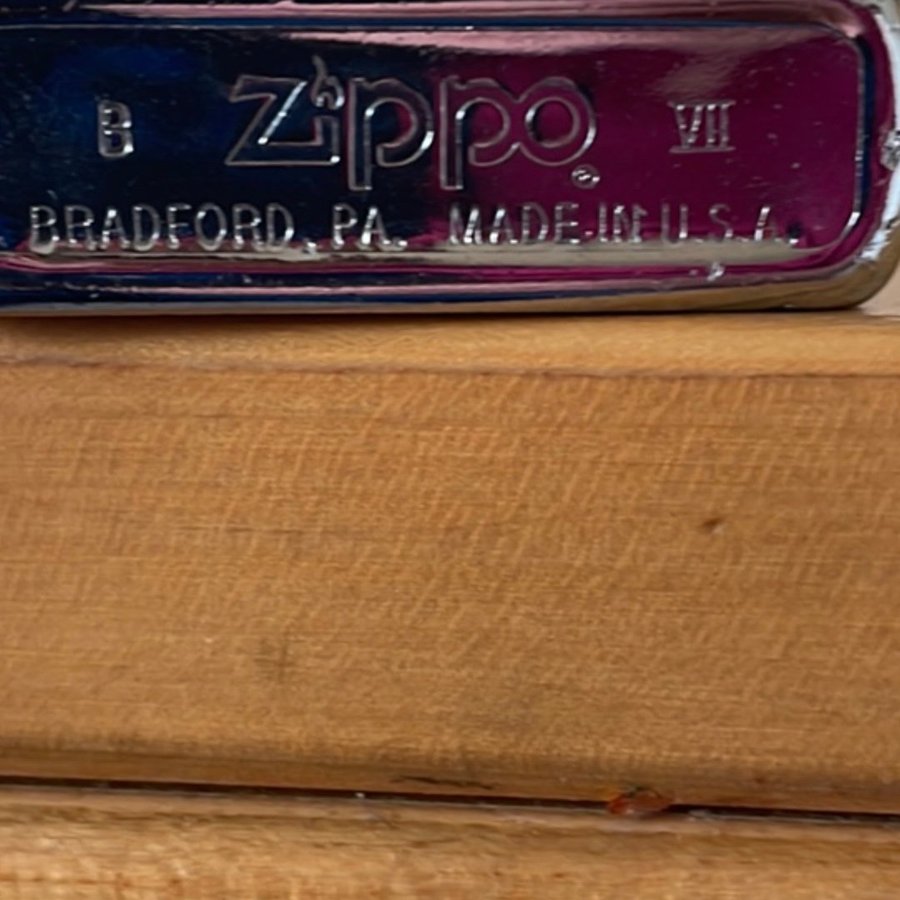 B Zippo® VII
BRADFORD, PA. MADE IN U.S.A.